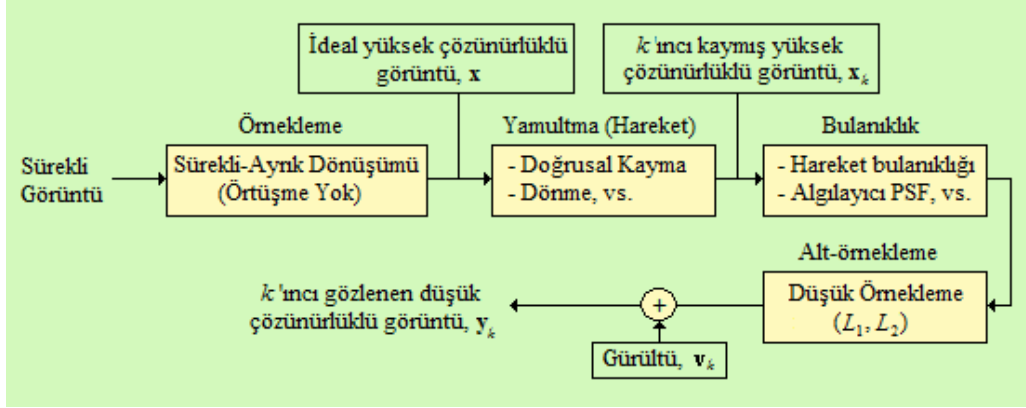 İdeal yüksek çözünürlüklü
görüntü, x
k'ıncı kaymış yüksek
çözünürlüklü görüntü, xₖ
Örnekleme
Yamultma (Hareket)
Bulanıklık
Sürekli
Görüntü
Sürekli-Ayrık Dönüşümü
(Örtüşme Yok)
- Doğrusal Kayma
- Dönme, vs.
- Hareket bulanıklığı
- Algılayıcı PSF, vs.
Alt-örnekleme
k'ıncı gözlenen düşük
çözünürlüklü görüntü, yₖ
+
Düşük Örnekleme
(L₁, L₂)
Gürültü, vₖ